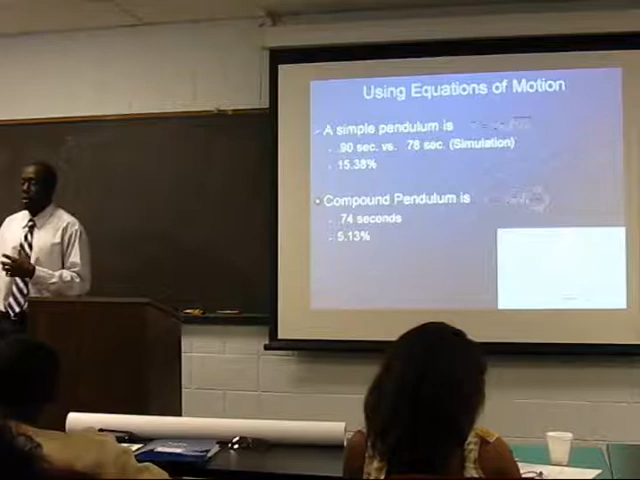 Using Equations of Motion
A simple pendulum is
.90 sec. vs. .78 sec. (Simulation)
15.38%
Compound Pendulum is
.74 seconds
5.13%